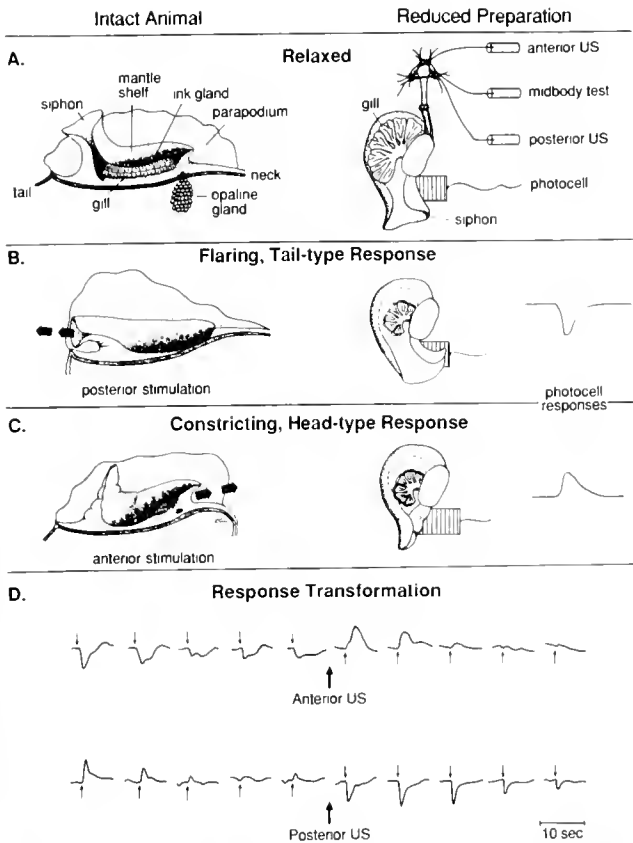 Intact Animal
Reduced Preparation
A.
Relaxed
siphon
mantle
shelf
ink gland
parapodium
tail
gill
neck
opaline
gland
gill
anterior US
midbody test
posterior US
photocell
siphon
B.
Flaring, Tail-type Response
posterior stimulation
photocell
responses
C.
Constricting, Head-type Response
anterior stimulation
D.
Response Transformation
Anterior US
Posterior US
10 sec